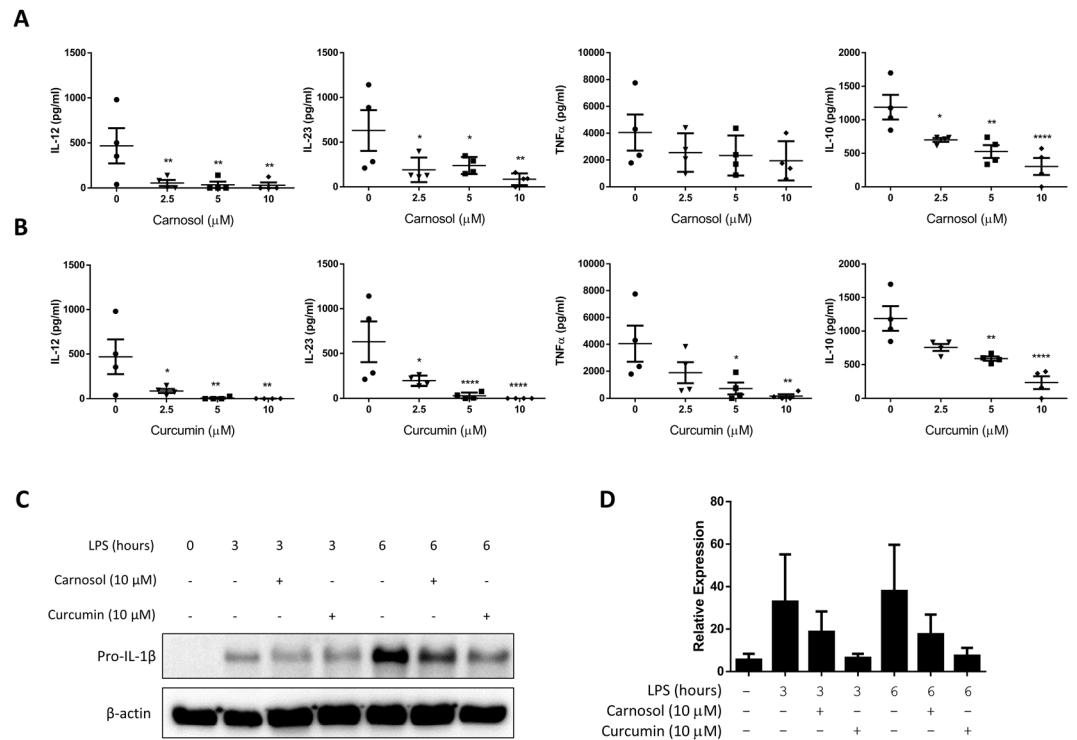 A
1500
1000
500
0
IL-12 (pg/ml)
** ** **
0 2.5 5 10
Carnosol (μM)
1500
1000
500
0
IL-23 (pg/ml)
* * **
0 2.5 5 10
Carnosol (μM)
10000
8000
6000
4000
2000
0
TNFα (pg/ml)
0 2.5 5 10
Carnosol (μM)
2000
1500
1000
500
0
IL-10 (pg/ml)
* ** ****
0 2.5 5 10
Carnosol (μM)
B
1500
1000
500
0
IL-12 (pg/ml)
* ** **
0 2.5 5 10
Curcumin (μM)
1500
1000
500
0
IL-23 (pg/ml)
* **** ****
0 2.5 5 10
Curcumin (μM)
10000
8000
6000
4000
2000
0
TNFα (pg/ml)
* **
0 2.5 5 10
Curcumin (μM)
2000
1500
1000
500
0
IL-10 (pg/ml)
** ****
0 2.5 5 10
Curcumin (μM)
C
LPS (hours) 0 3 3 3 6 6 6
Carnosol (10 μM) - - + - - + -
Curcumin (10 μM) - - - + - - +
Pro-IL-1β
β-actin
D
80
60
40
20
0
Relative Expression
LPS (hours) – 3 3 3 6 6 6
Carnosol (10 μM) – – + – – + –
Curcumin (10 μM) – – – + – – +